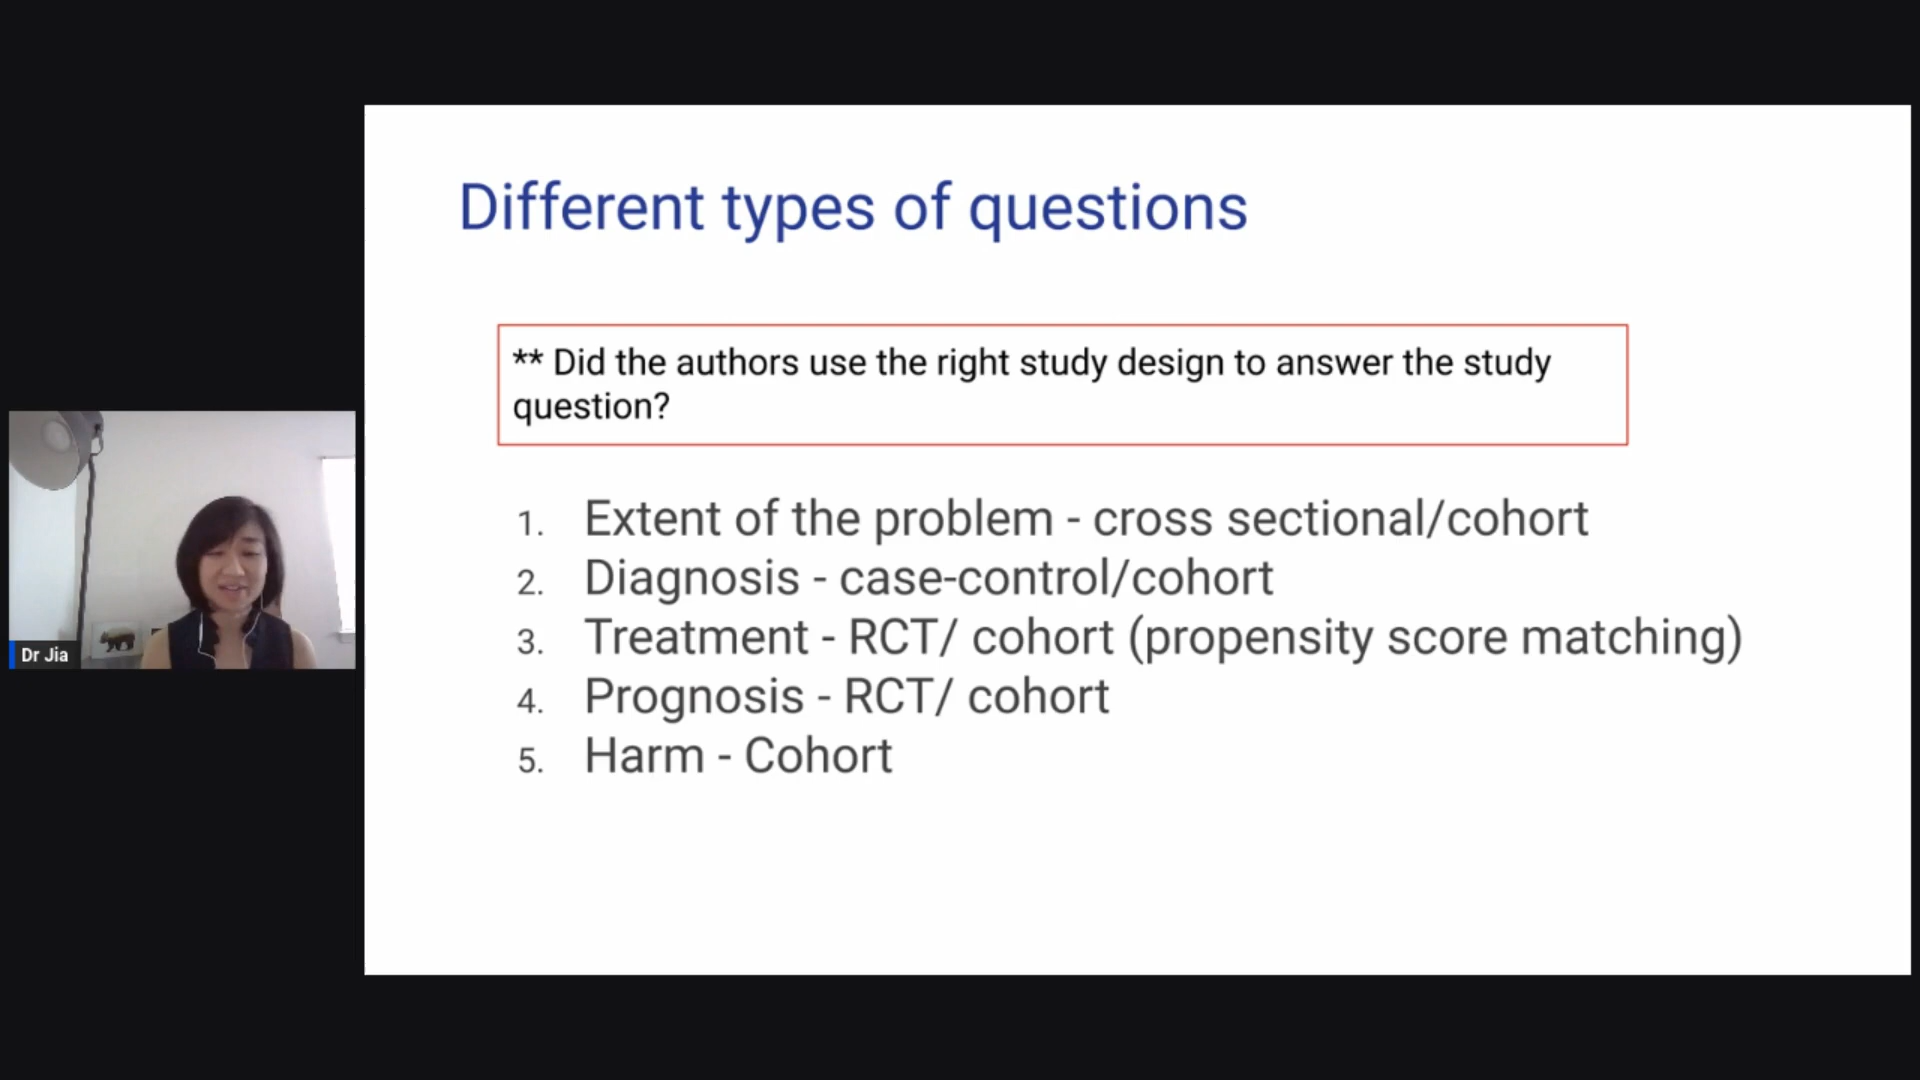 Different types of questions
** Did the authors use the right study design to answer the study
question?
1. Extent of the problem - cross sectional/cohort
2. Diagnosis - case-control/cohort
3. Treatment - RCT/ cohort (propensity score matching)
4. Prognosis - RCT/ cohort
5. Harm - Cohort
Dr Jia